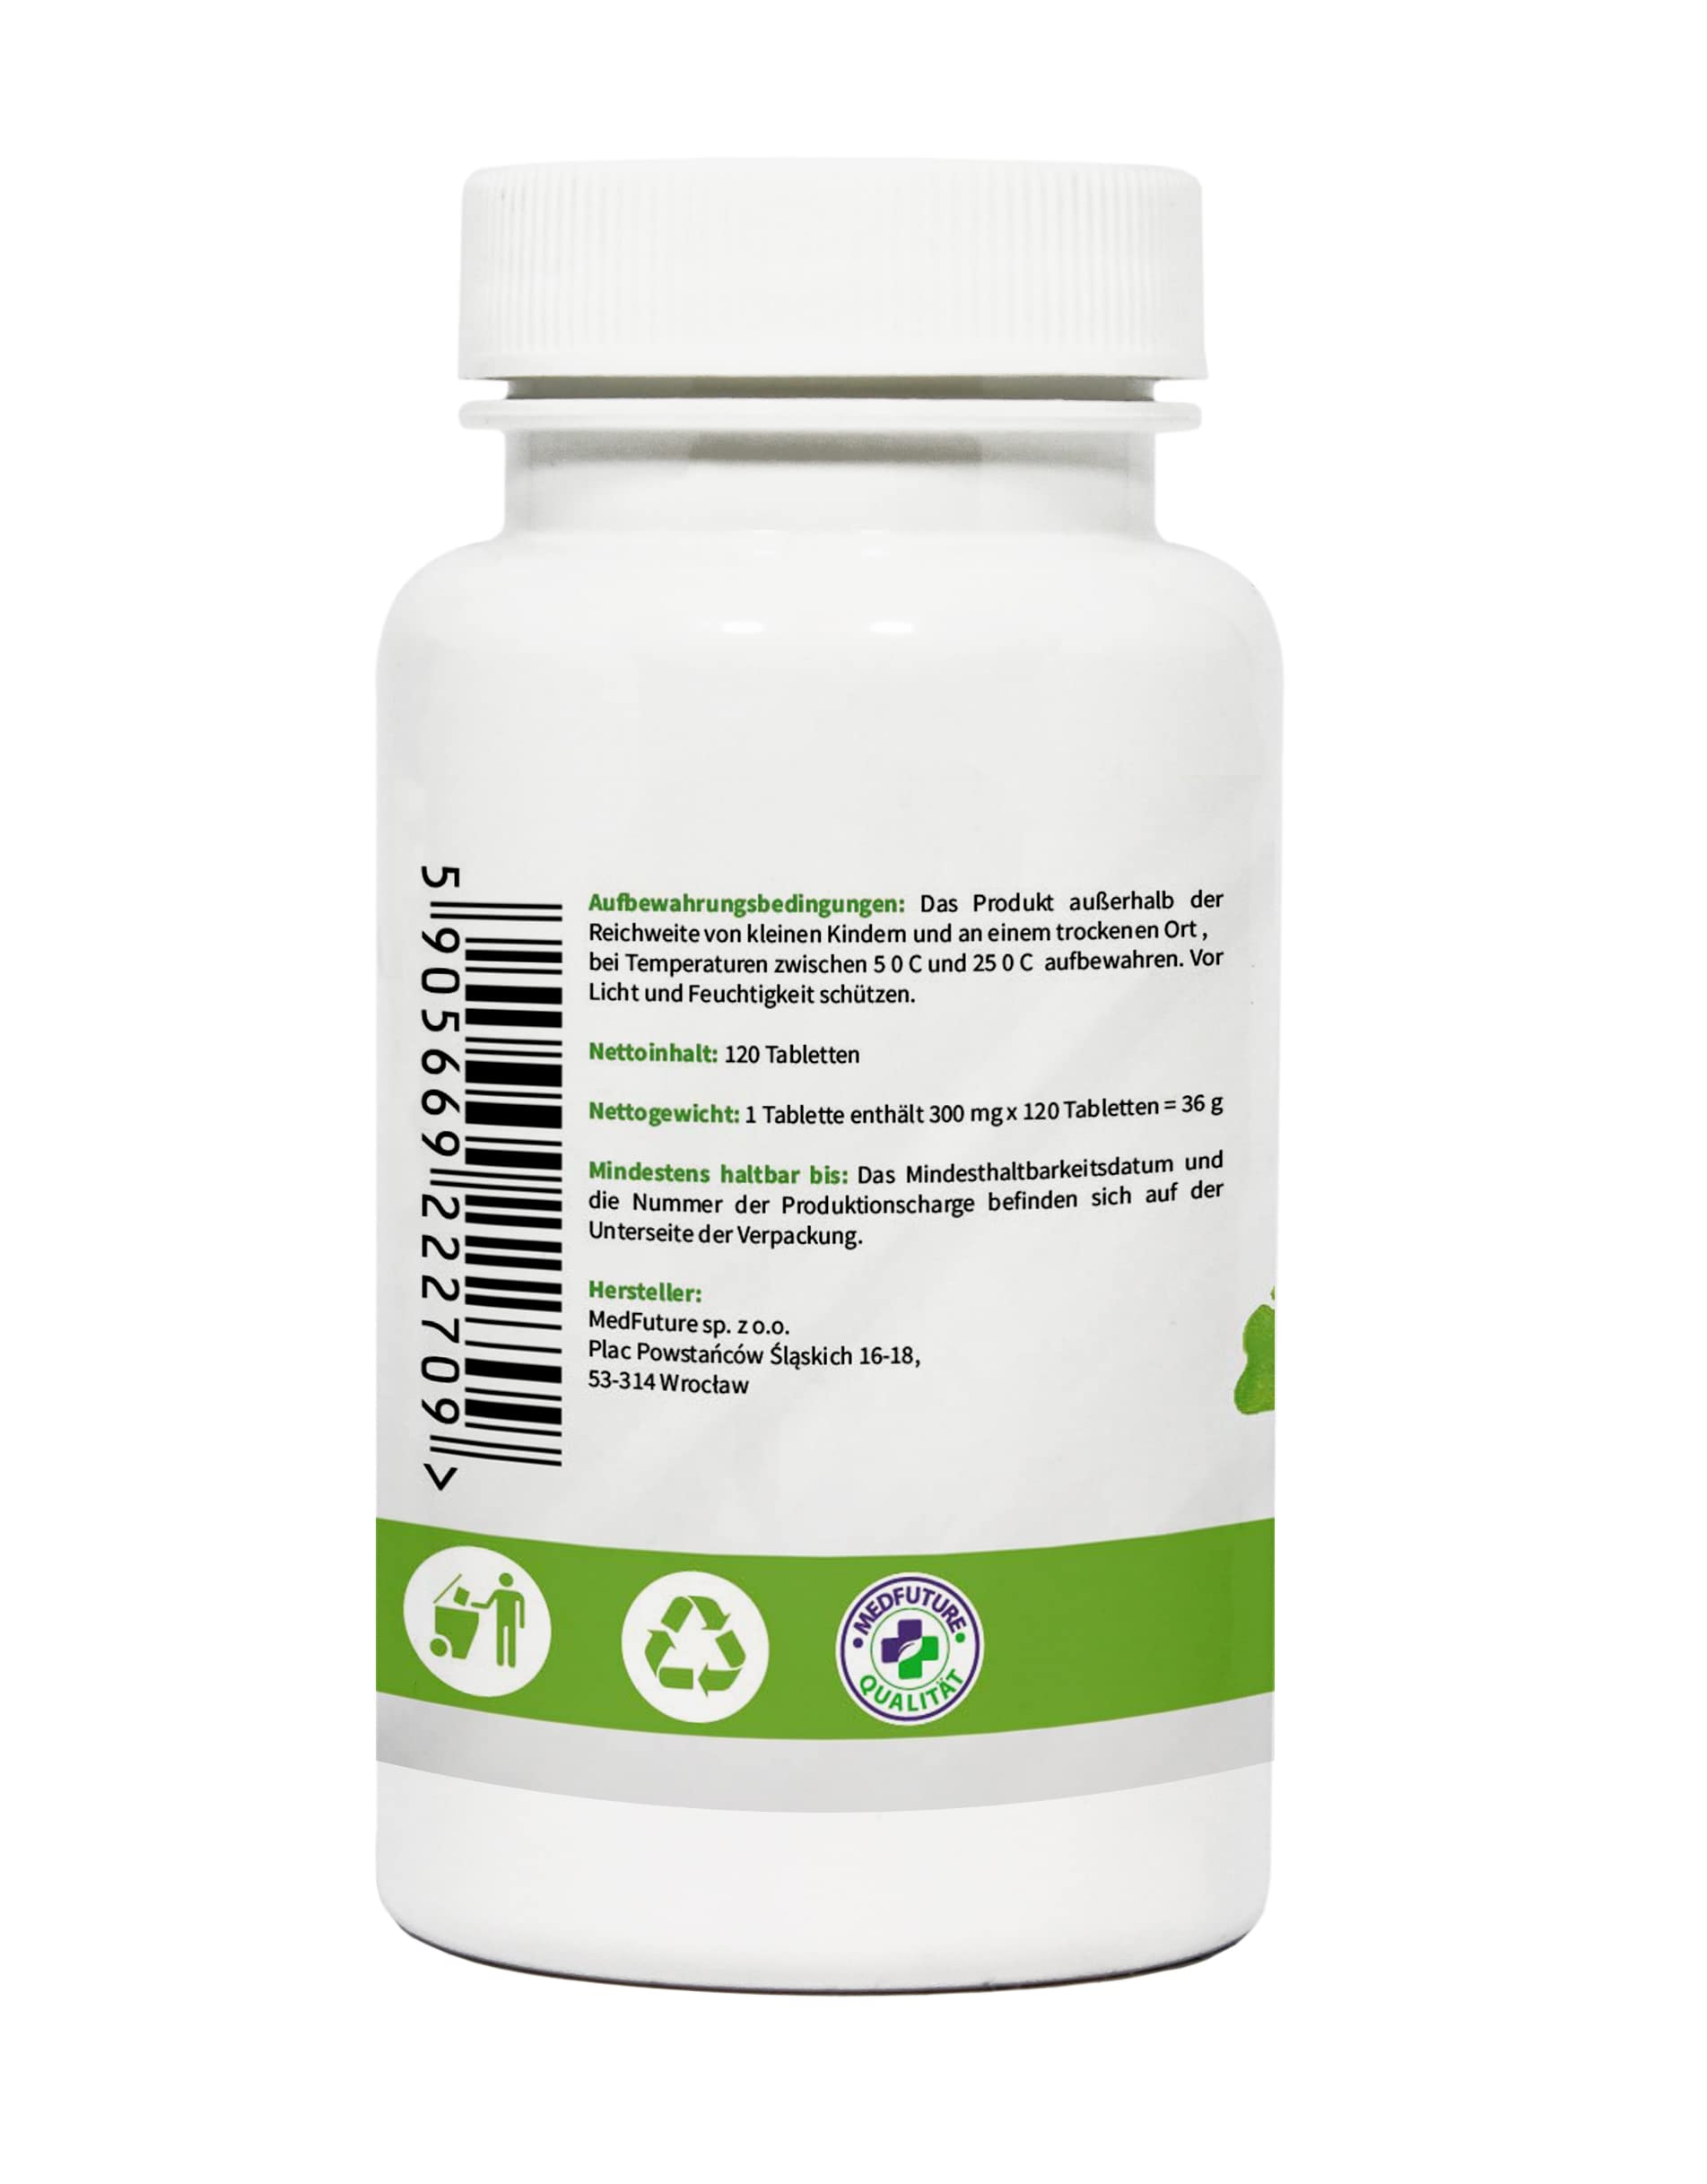 Aufbewahrungsbedingungen: Das Produkt außerhalb der
Reichweite von kleinen Kindern und an einem trockenen Ort ,
bei Temperaturen zwischen 5 0 C und 25 0 C aufbewahren. Vor
Licht und Feuchtigkeit schützen.
Nettoinhalt: 120 Tabletten
Nettogewicht: 1 Tablette enthält 300 mg x 120 Tabletten = 36 g
Mindestens haltbar bis: Das Mindesthaltbarkeitsdatum und
die Nummer der Produktionscharge befinden sich auf der
Unterseite der Verpackung.
Hersteller:
MedFuture sp. z o.o.
Plac Powstańców Śląskich 16-18,
53-314 Wrocław
5 905669 222709 >
MEDFUTURE
QUALITÄT